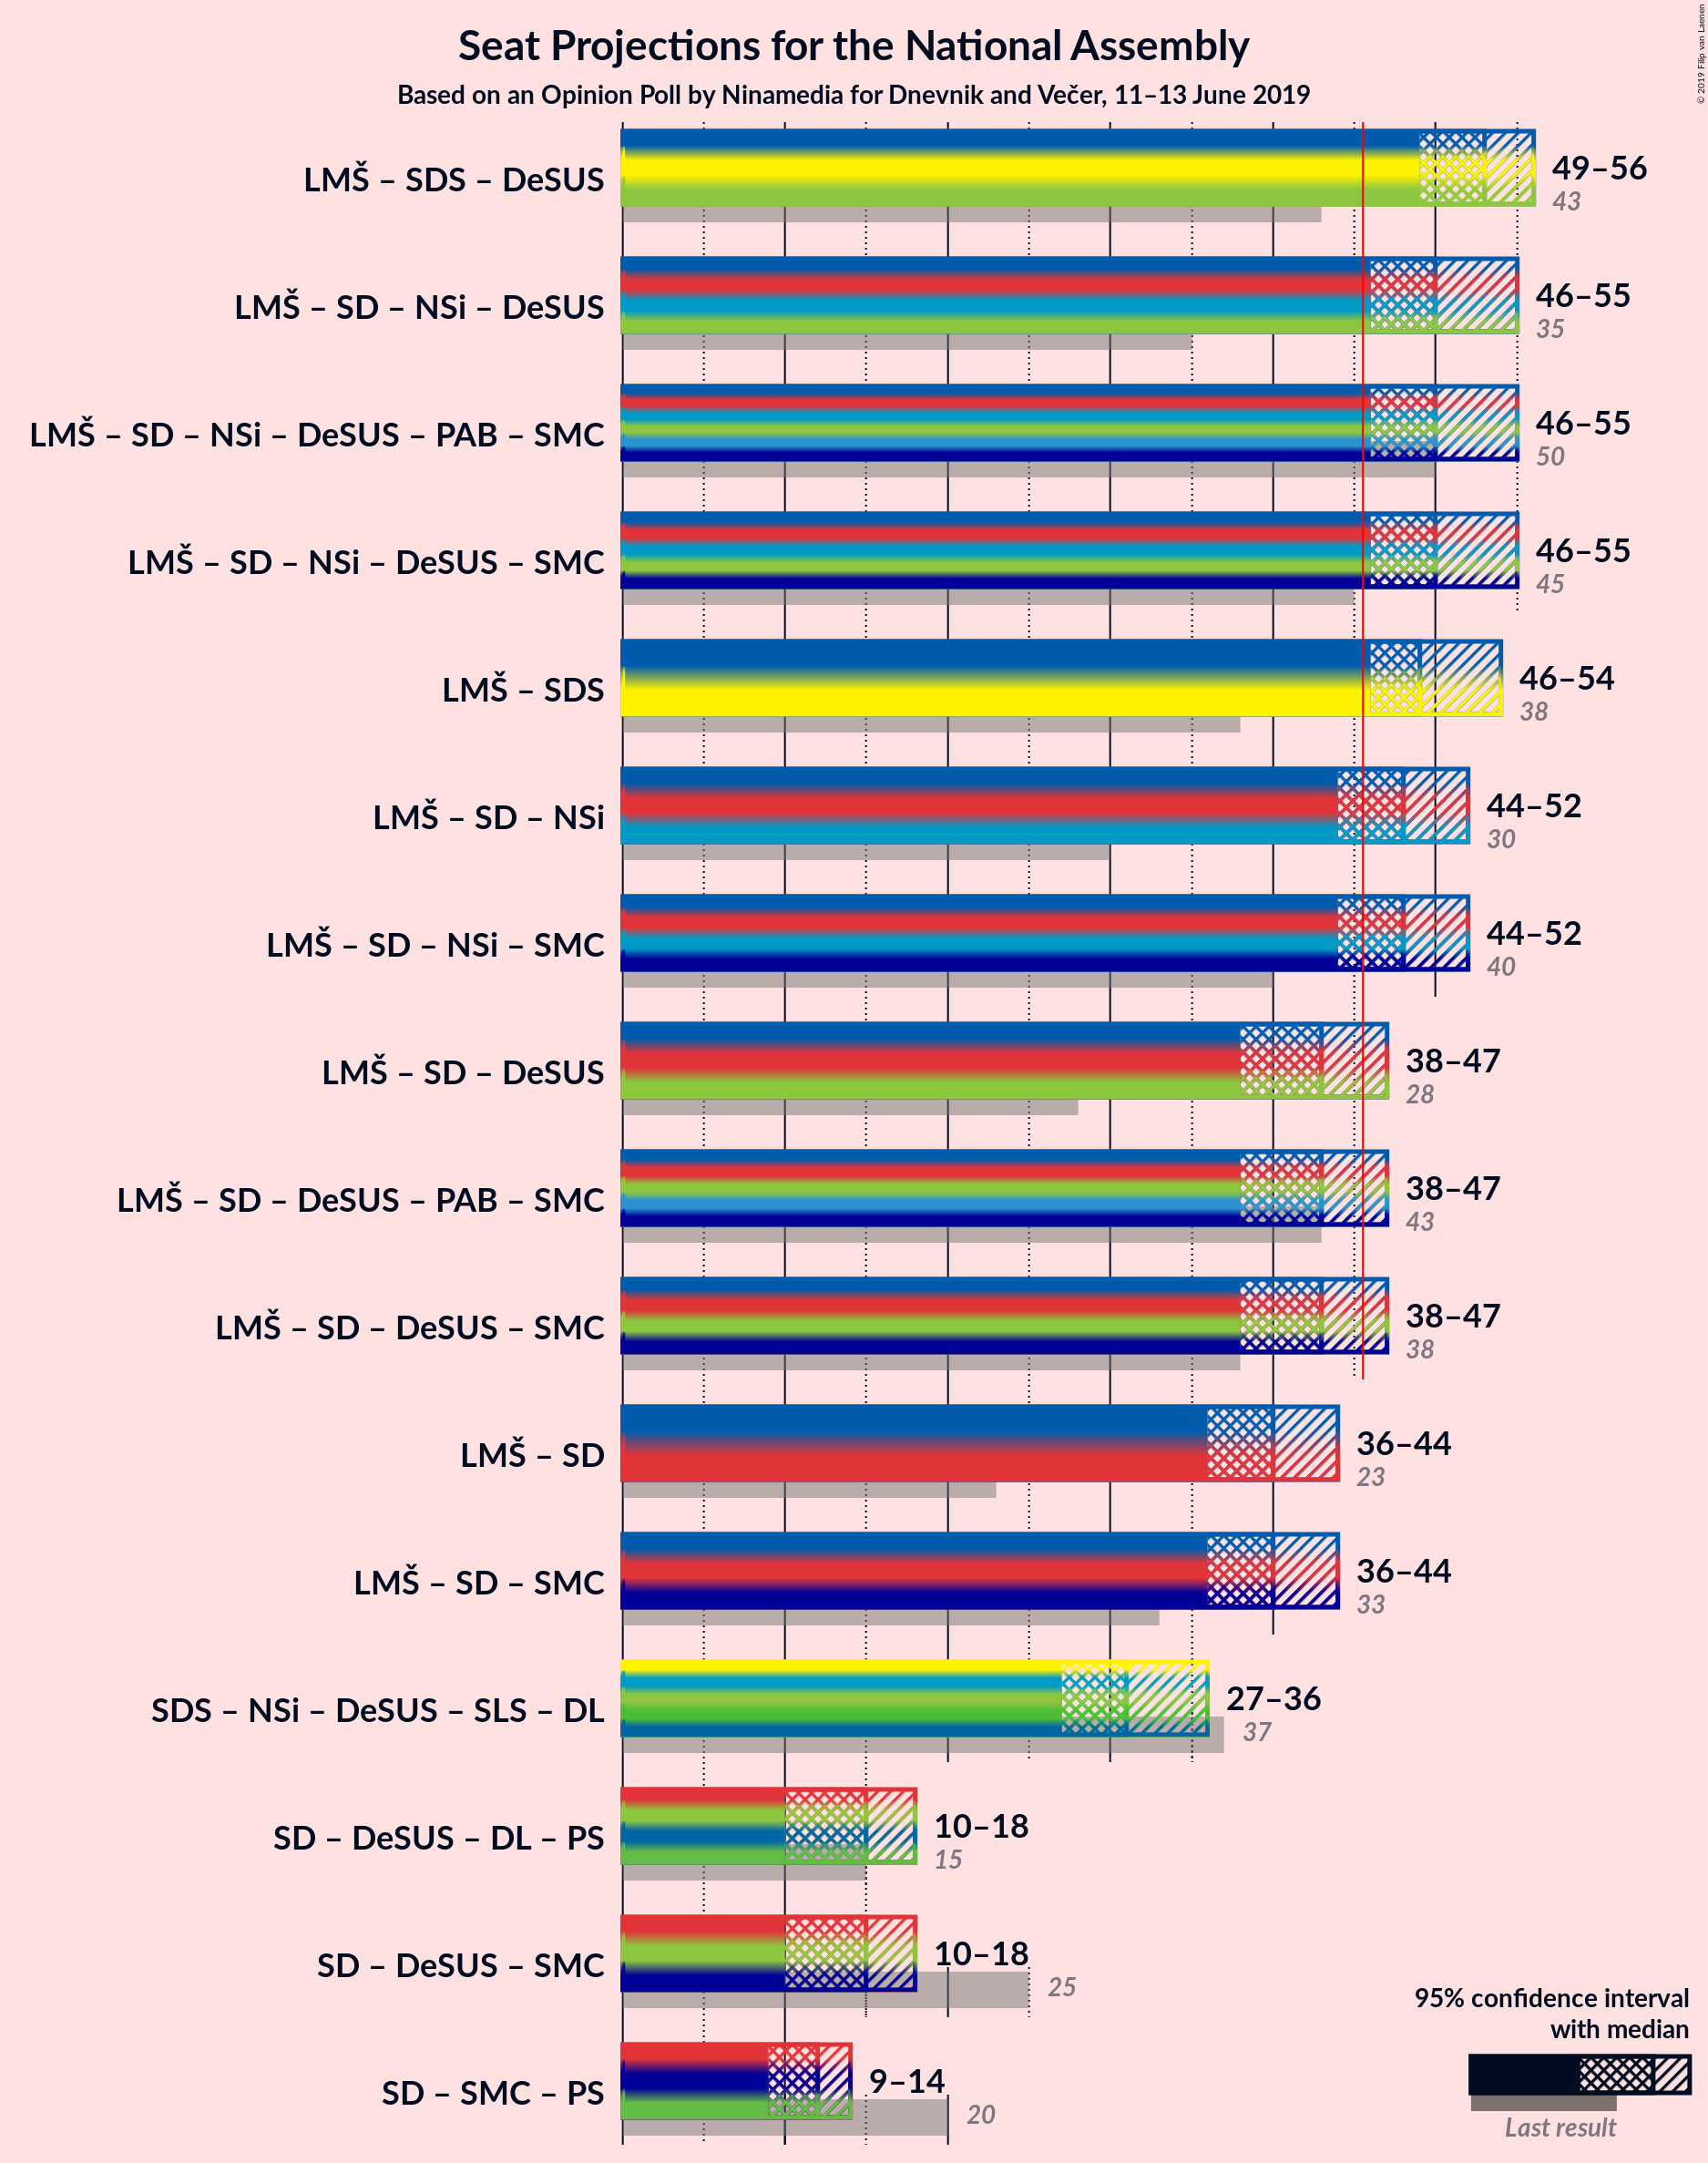 Seat Projections for the National Assembly
Based on an Opinion Poll by Ninamedia for Dnevnik and Večer, 11–13 June 2019
© 2019 Filip van Laenen
LMŠ – SDS – DeSUS
49–56
43
LMŠ – SD – NSi – DeSUS
46–55
35
LMŠ – SD – NSi – DeSUS – PAB – SMC
46–55
50
LMŠ – SD – NSi – DeSUS – SMC
46–55
45
LMŠ – SDS
46–54
38
LMŠ – SD – NSi
44–52
30
LMŠ – SD – NSi – SMC
44–52
40
LMŠ – SD – DeSUS
38–47
28
LMŠ – SD – DeSUS – PAB – SMC
38–47
43
LMŠ – SD – DeSUS – SMC
38–47
38
LMŠ – SD
36–44
23
LMŠ – SD – SMC
36–44
33
SDS – NSi – DeSUS – SLS – DL
27–36
37
SD – DeSUS – DL – PS
10–18
15
SD – DeSUS – SMC
10–18
25
SD – SMC – PS
9–14
20
95% confidence interval
with median
Last result